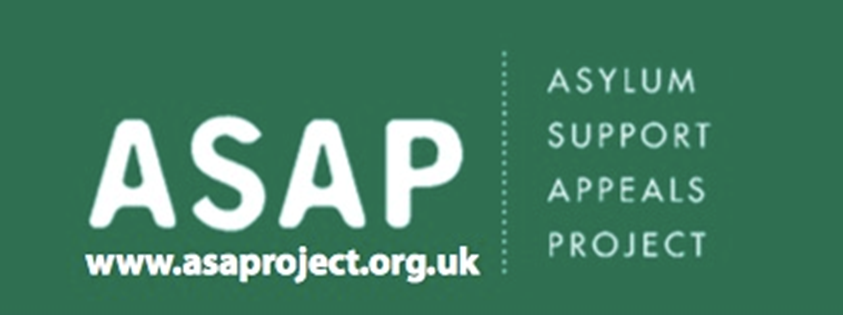 ASAP
www.asaproject.org.uk
ASYLUM
SUPPORT
APPEALS
PROJECT